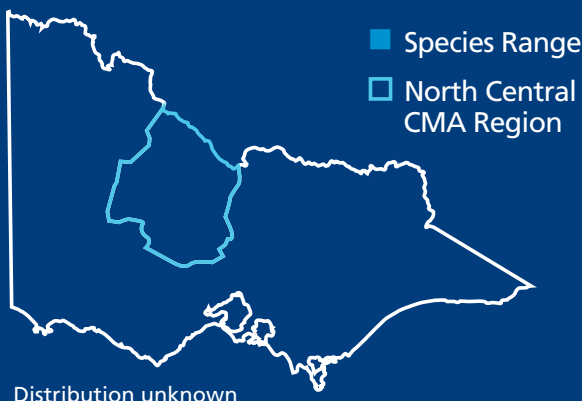 Species Range
North Central
CMA Region
Distribution unknown